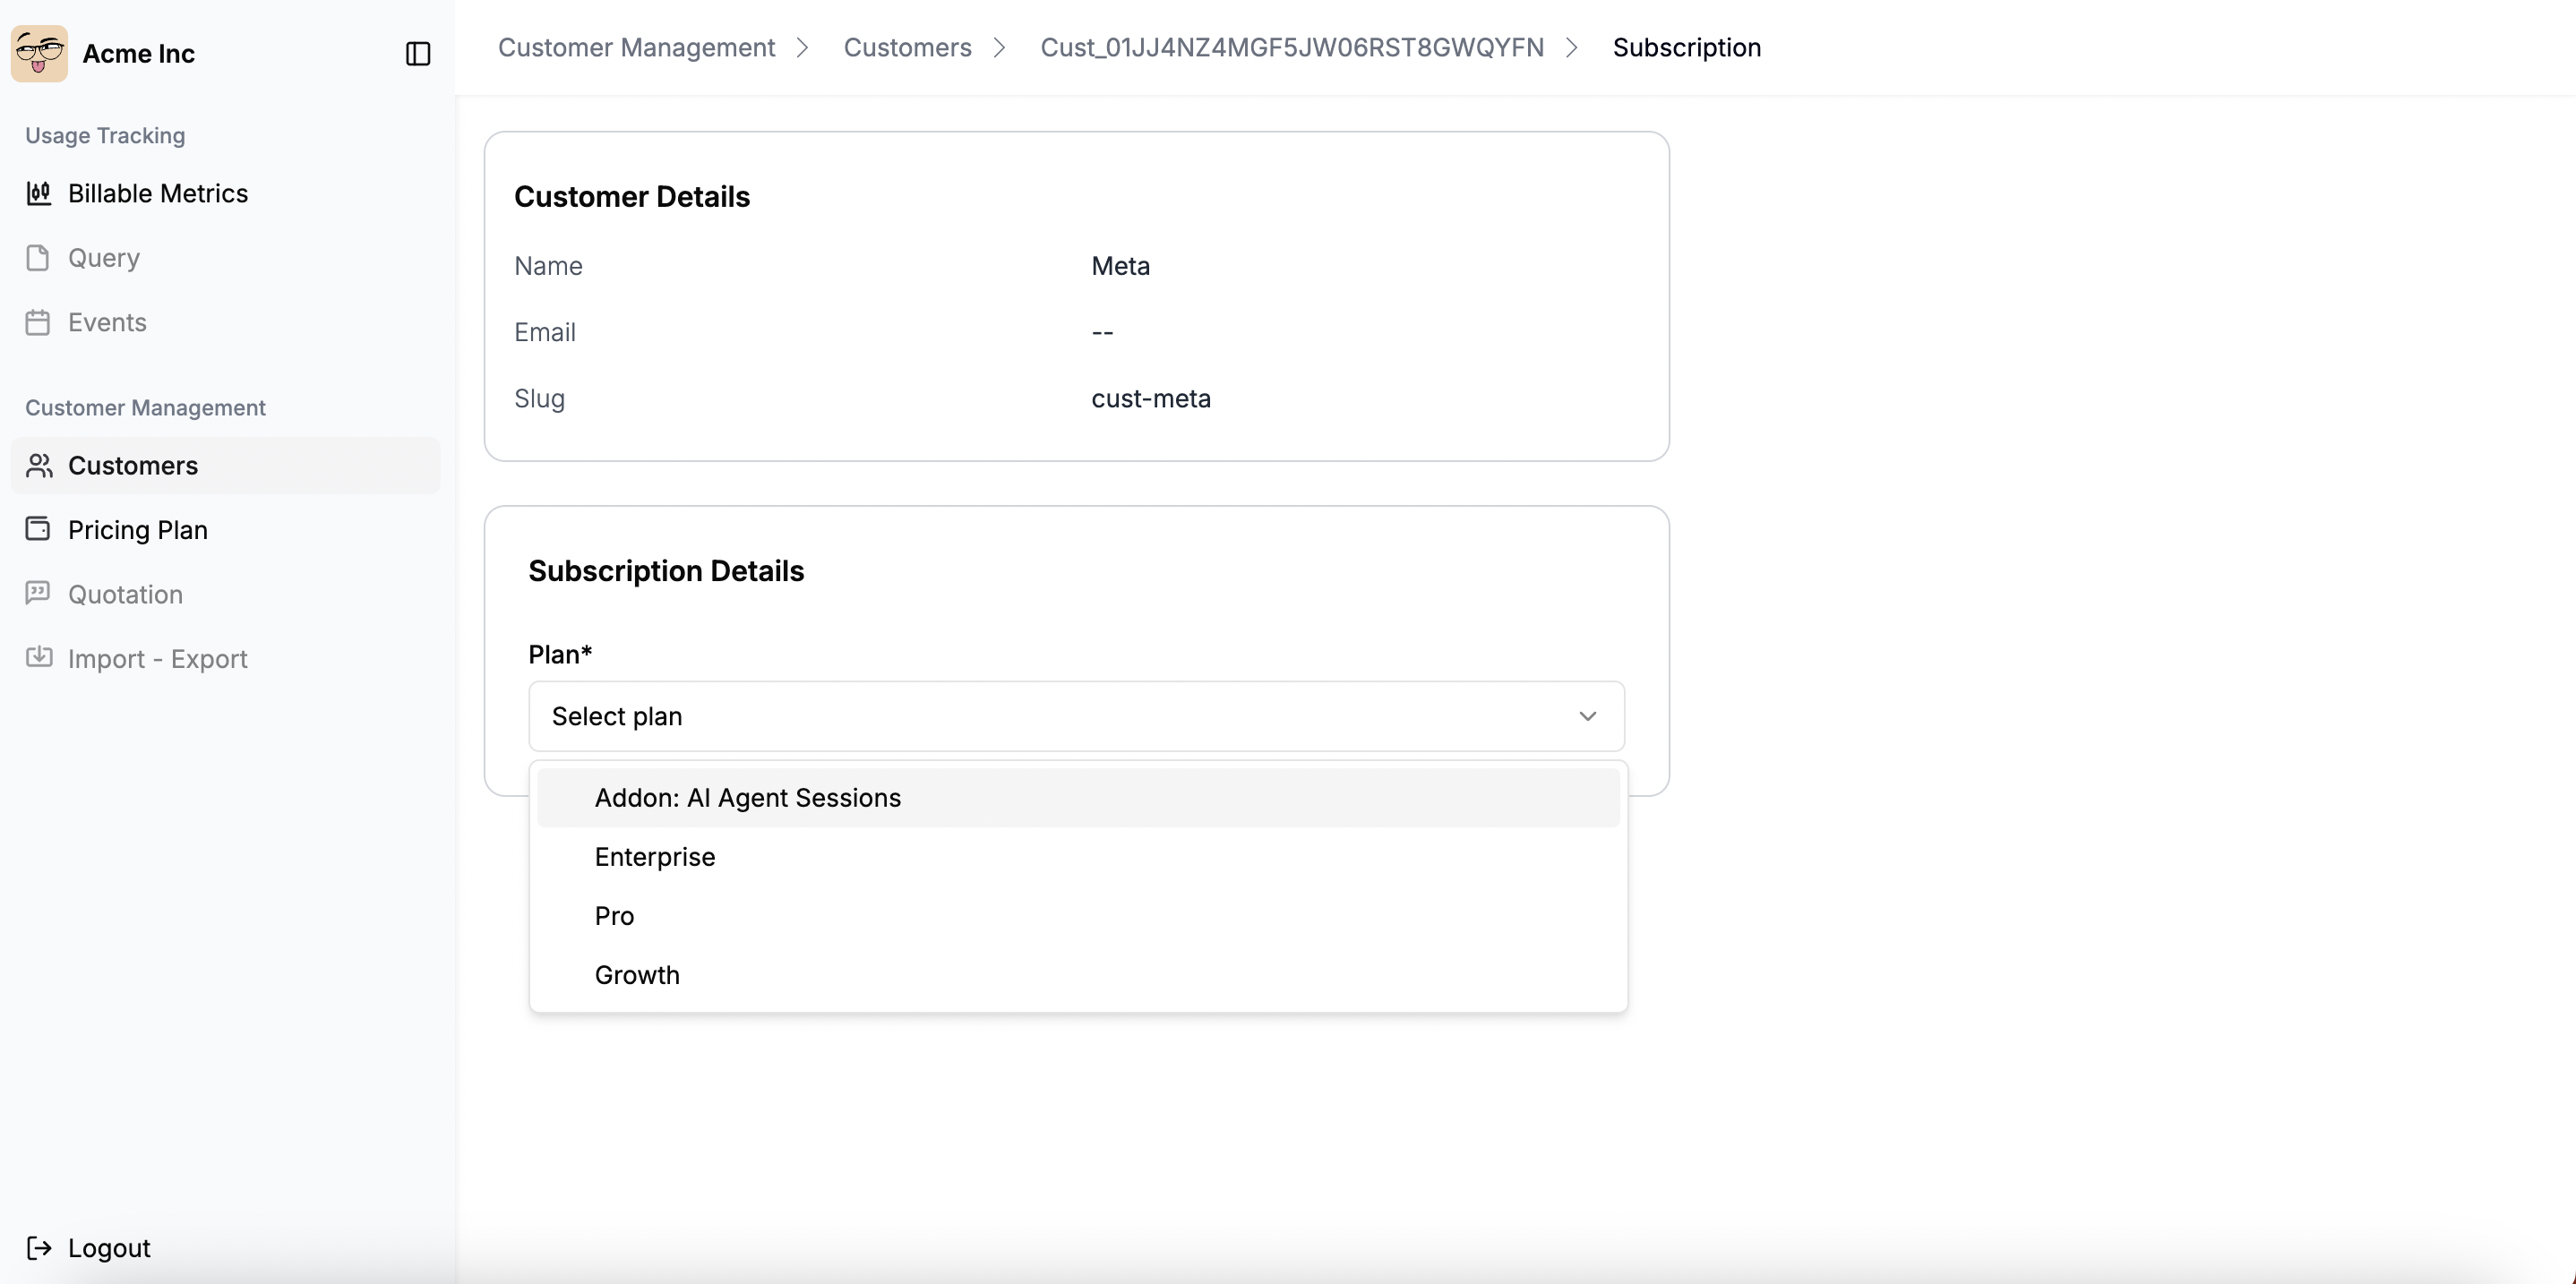 Acme Inc
Usage Tracking
Billable Metrics
Query
Events
Customer Management
Customers
Pricing Plan
Quotation
Import - Export
Logout
Customer Management > Customers > Cust_01JJ4NZ4MGF5JW06RST8GWQYFN > Subscription
Customer Details
Name Meta
Email --
Slug cust-meta
Subscription Details
Plan*
Select plan
Addon: AI Agent Sessions
Enterprise
Pro
Growth